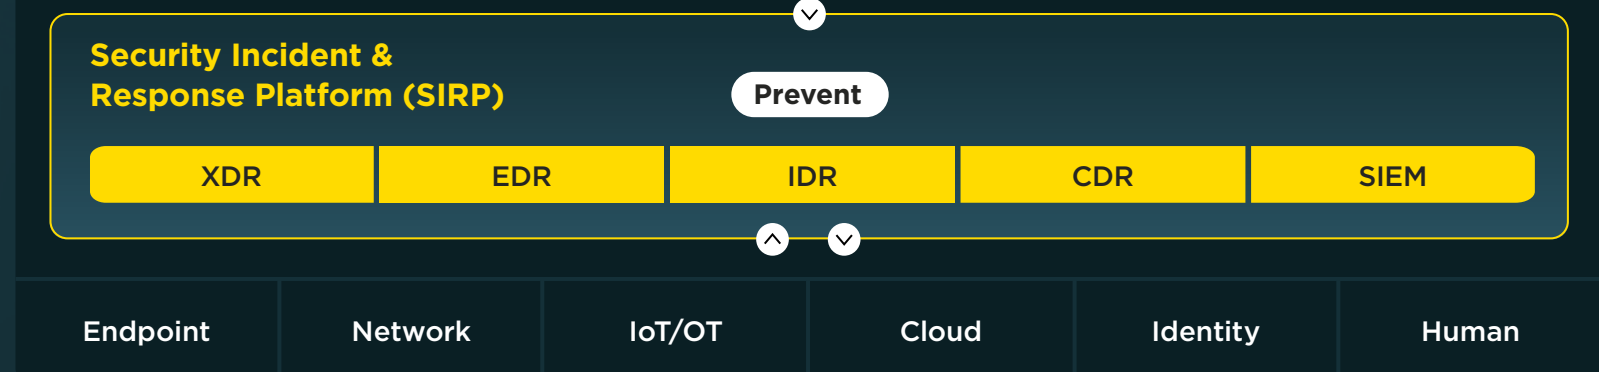 Security Incident &
Response Platform (SIRP)
Prevent
XDR
EDR
IDR
CDR
SIEM
Endpoint
Network
IoT/OT
Cloud
Identity
Human